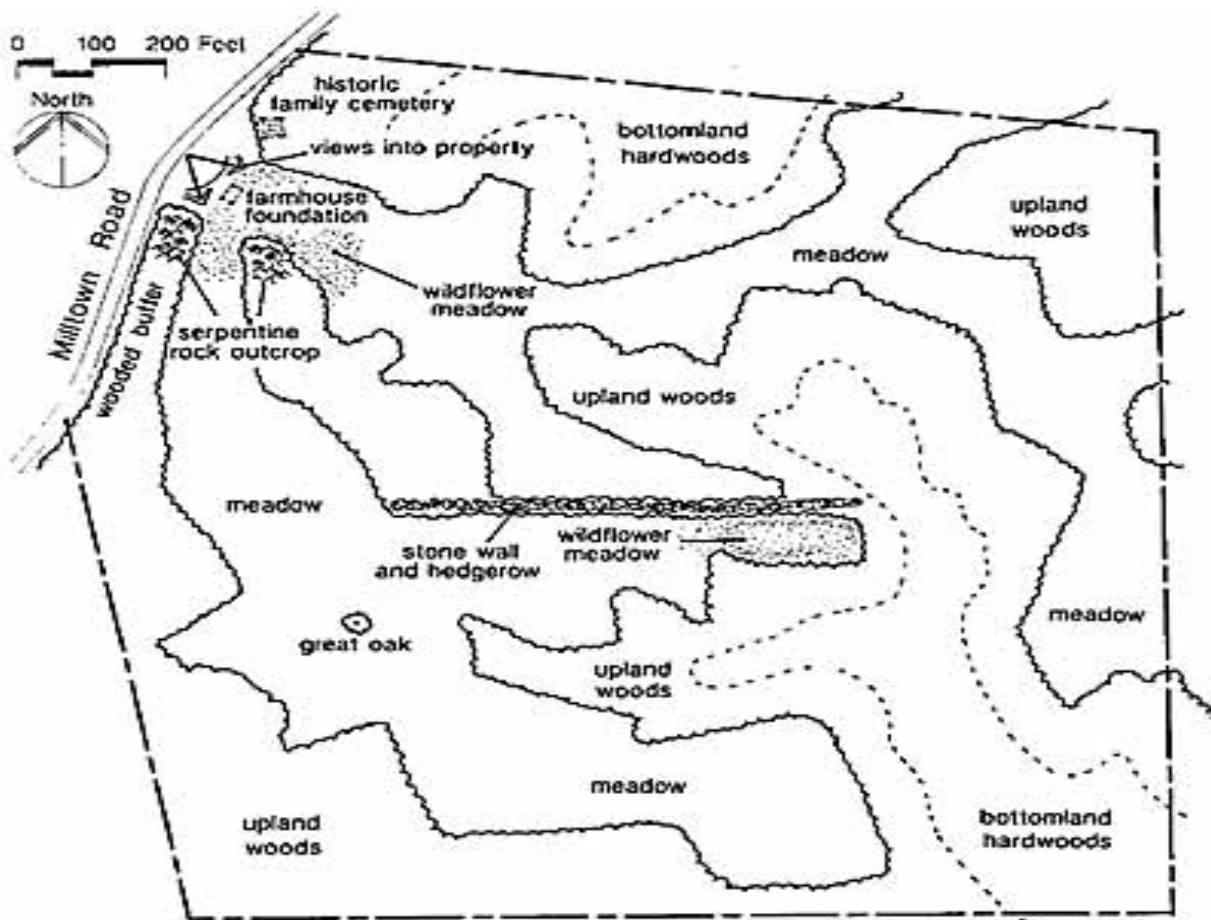 0 100 200 Feet
North
historic
family cemetery
views into property
farmhouse
foundation
bottomland
hardwoods
upland
woods
meadow
Milltown Road
wooded buffer
wildflower
meadow
serpentine
rock outcrop
upland woods
meadow
stone wall
and hedgerow
wildflower
meadow
great oak
upland
woods
meadow
meadow
upland
woods
bottomland
hardwoods